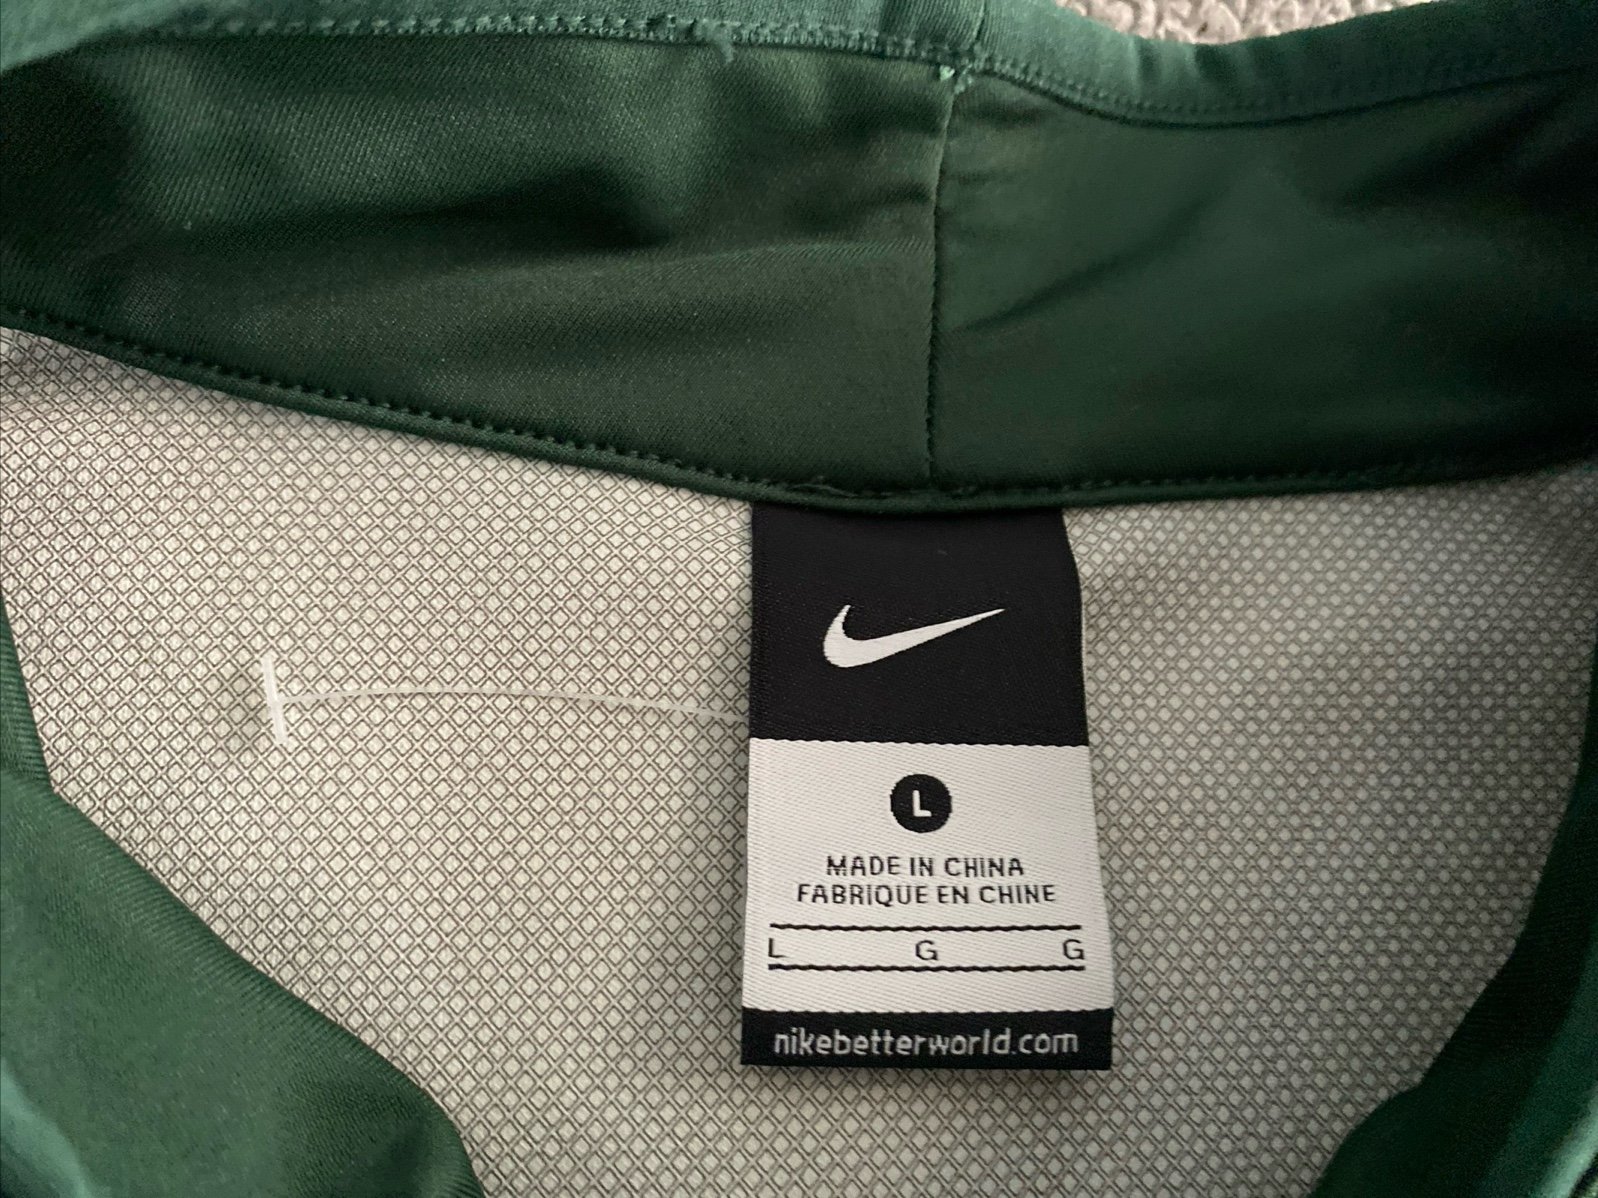 L
MADE IN CHINA
FABRIQUE EN CHINE
L G G
nikebetterworld.com